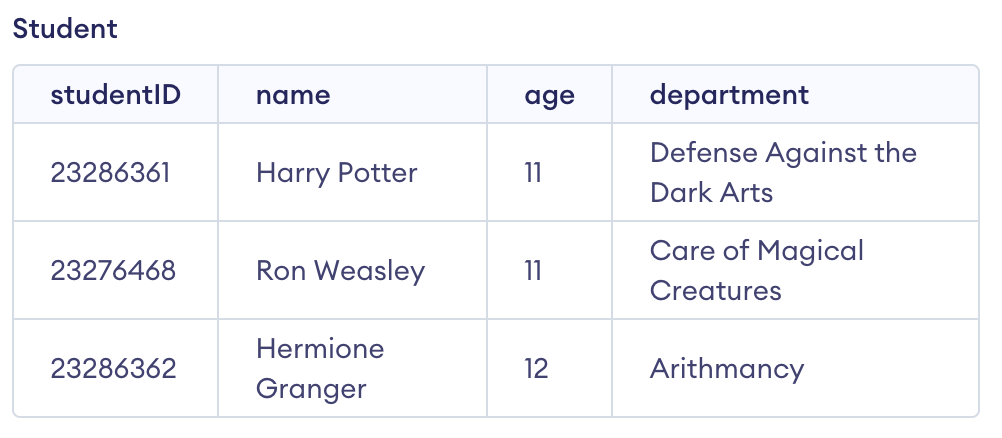 Student
studentID name age department
23286361 Harry Potter 11 Defense Against the
Dark Arts
23276468 Ron Weasley 11 Care of Magical
Creatures
23286362 Hermione
Granger 12 Arithmancy